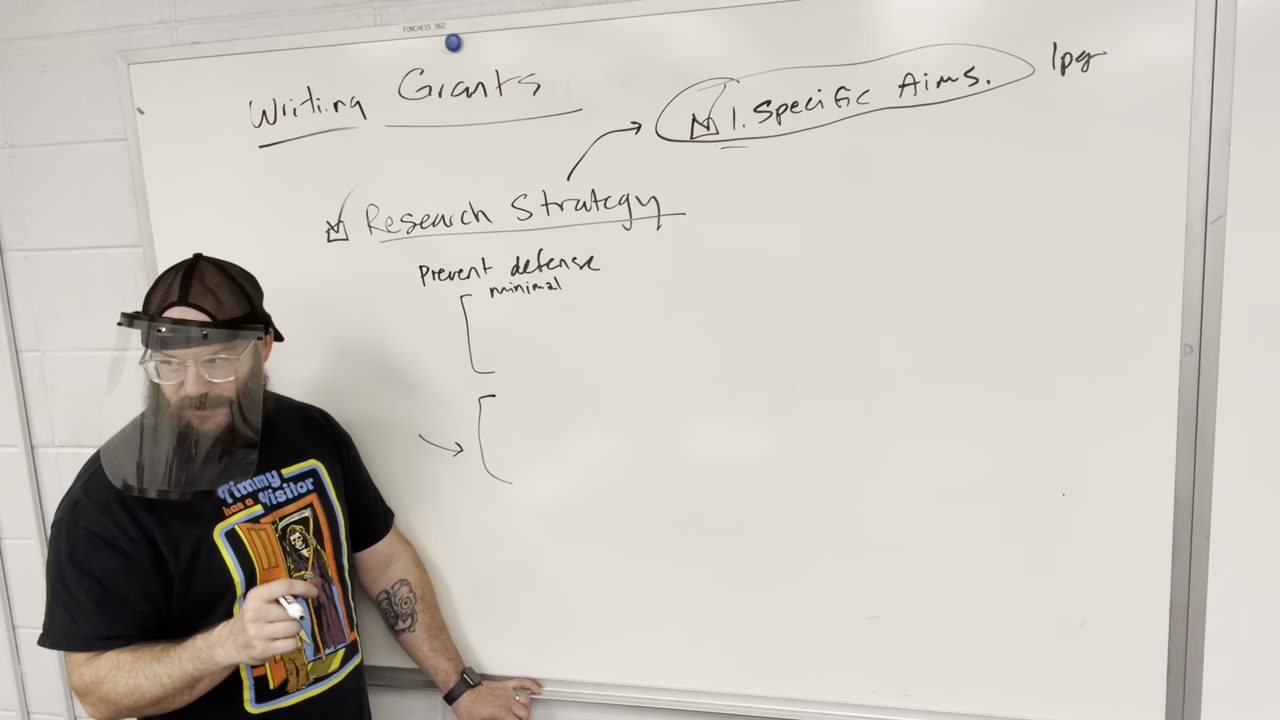 FUNCHESS 362
Writing Grants
1. Specific Aims.
1pg
Research Strategy
Prevent defense
minimal
Timmy
has a Visitor